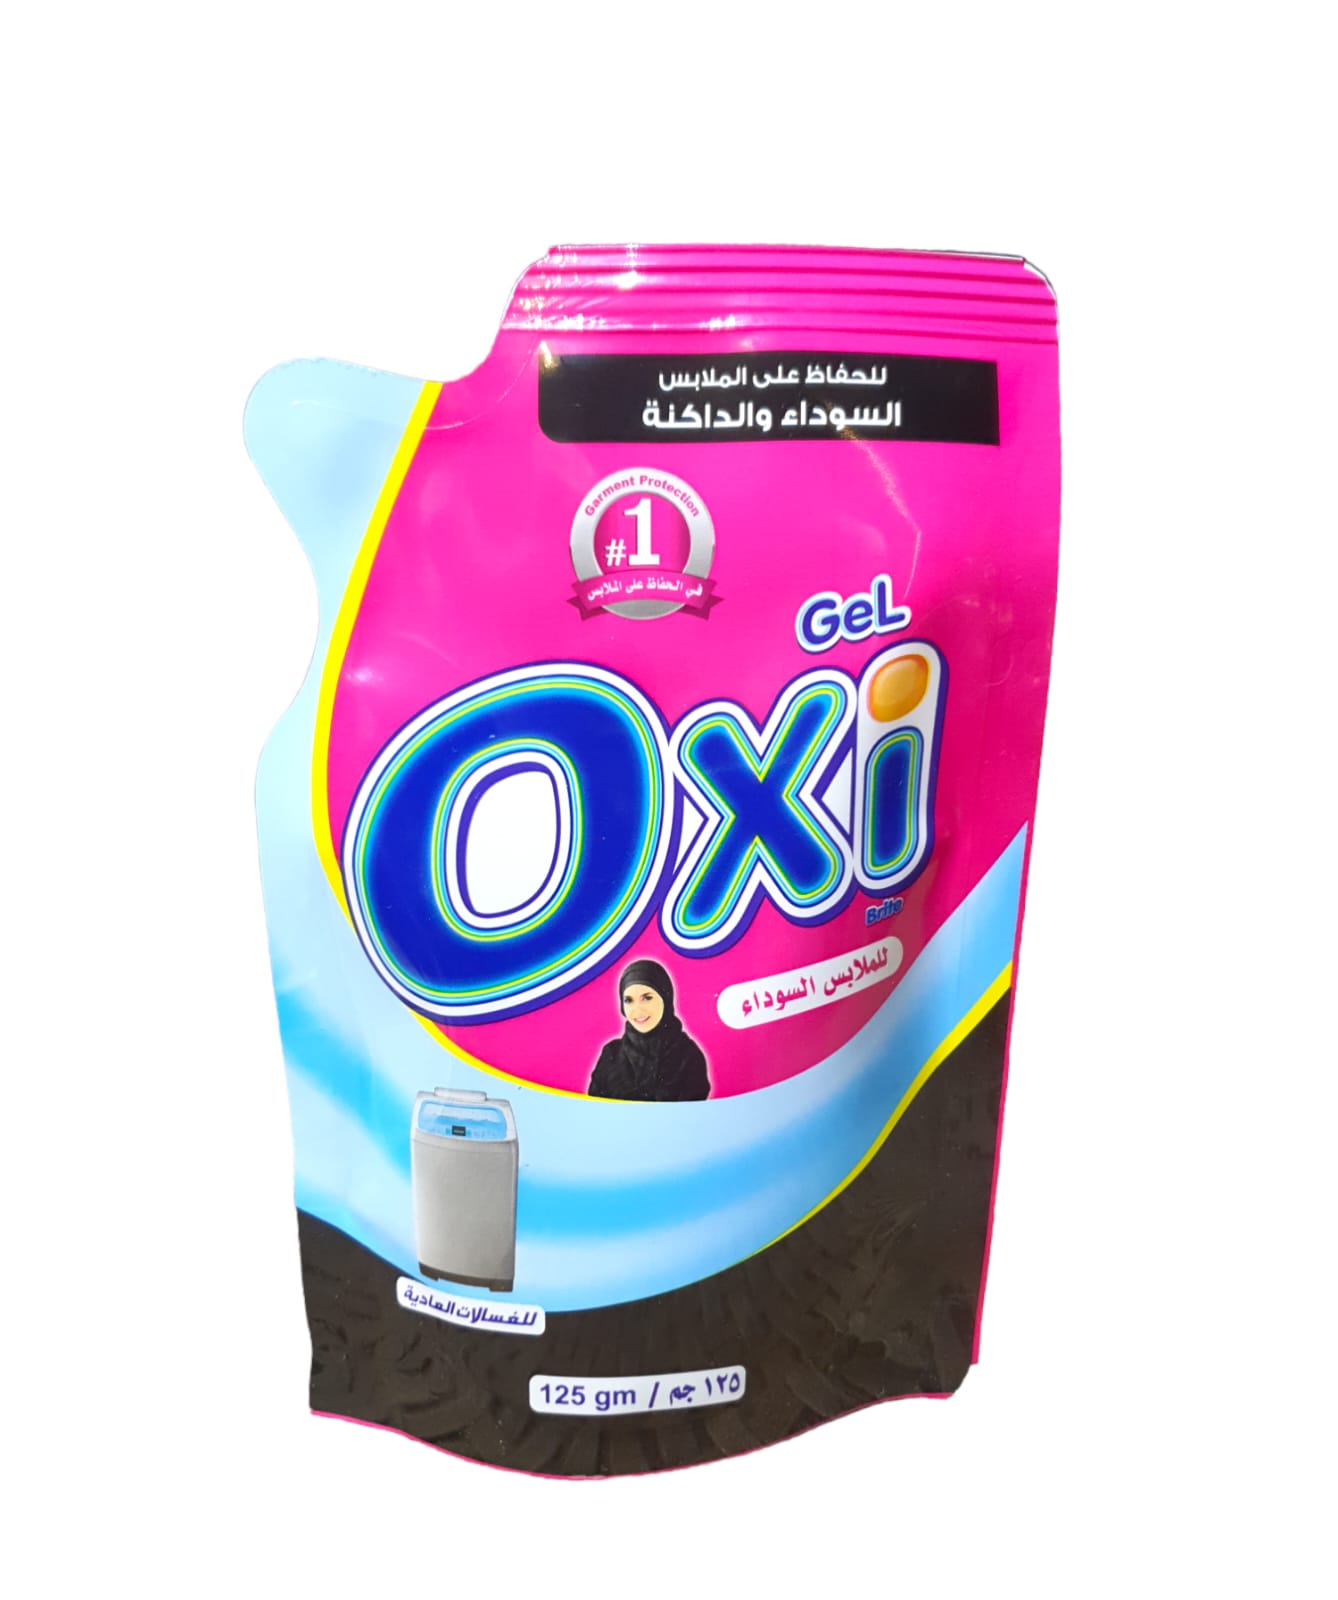 للحفاظ على الملابس
السوداء والداكنة
Garment Protection
#1
في الحفاظ على الملابس
GeL
Oxi
Brite
للملابس السوداء
للغسالات العادية
125 gm / ١٢٥ جم